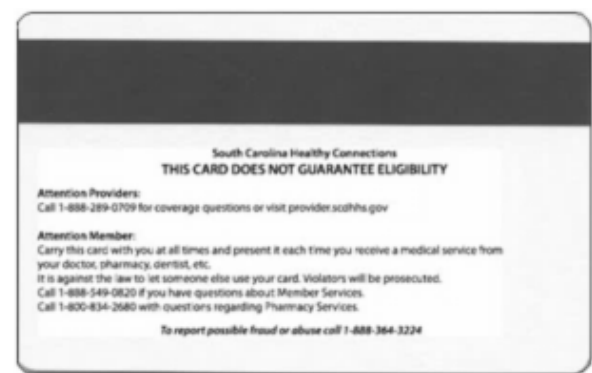 South Carolina Healthy Connections
THIS CARD DOES NOT GUARANTEE ELIGIBILITY
Attention Providers:
Call 1-888-289-0709 for coverage questions or visit provider.scdhhs.gov
Attention Member:
Carry this card with you at all times and present it each time you receive a medical service from
your doctor, pharmacy, dentist, etc.
It is against the law to let someone else use your card. Violators will be prosecuted.
Call 1-888-549-0820 if you have questions about Member Services.
Call 1-800-834-2680 with questions regarding Pharmacy Services.
To report possible fraud or abuse call 1-888-364-3224